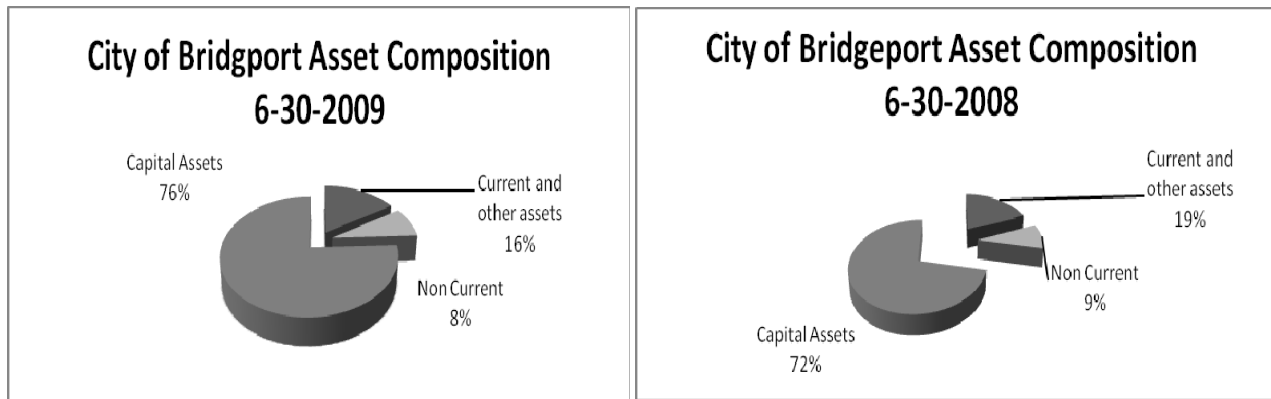 City of Bridgport Asset Composition
6-30-2009
Capital Assets
76%
Current and
other assets
16%
Non Current
8%
City of Bridgeport Asset Composition
6-30-2008
Current and
other assets
19%
Non Current
9%
Capital Assets
72%